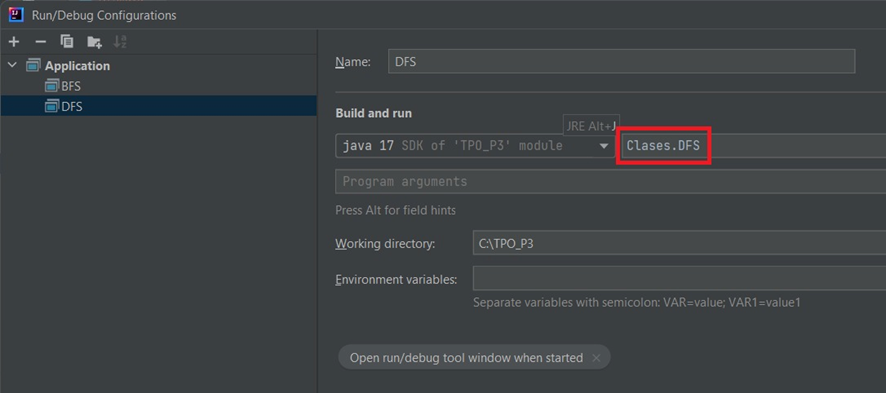 Run/Debug Configurations
Application
BFS
DFS
Name: DFS
Build and run
JRE Alt+J
java 17 SDK of 'TPO_P3' module Clases.DFS
Program arguments
Press Alt for field hints
Working directory: C:\TPO_P3
Environment variables:
Separate variables with semicolon: VAR=value; VAR1=value1
Open run/debug tool window when started ×